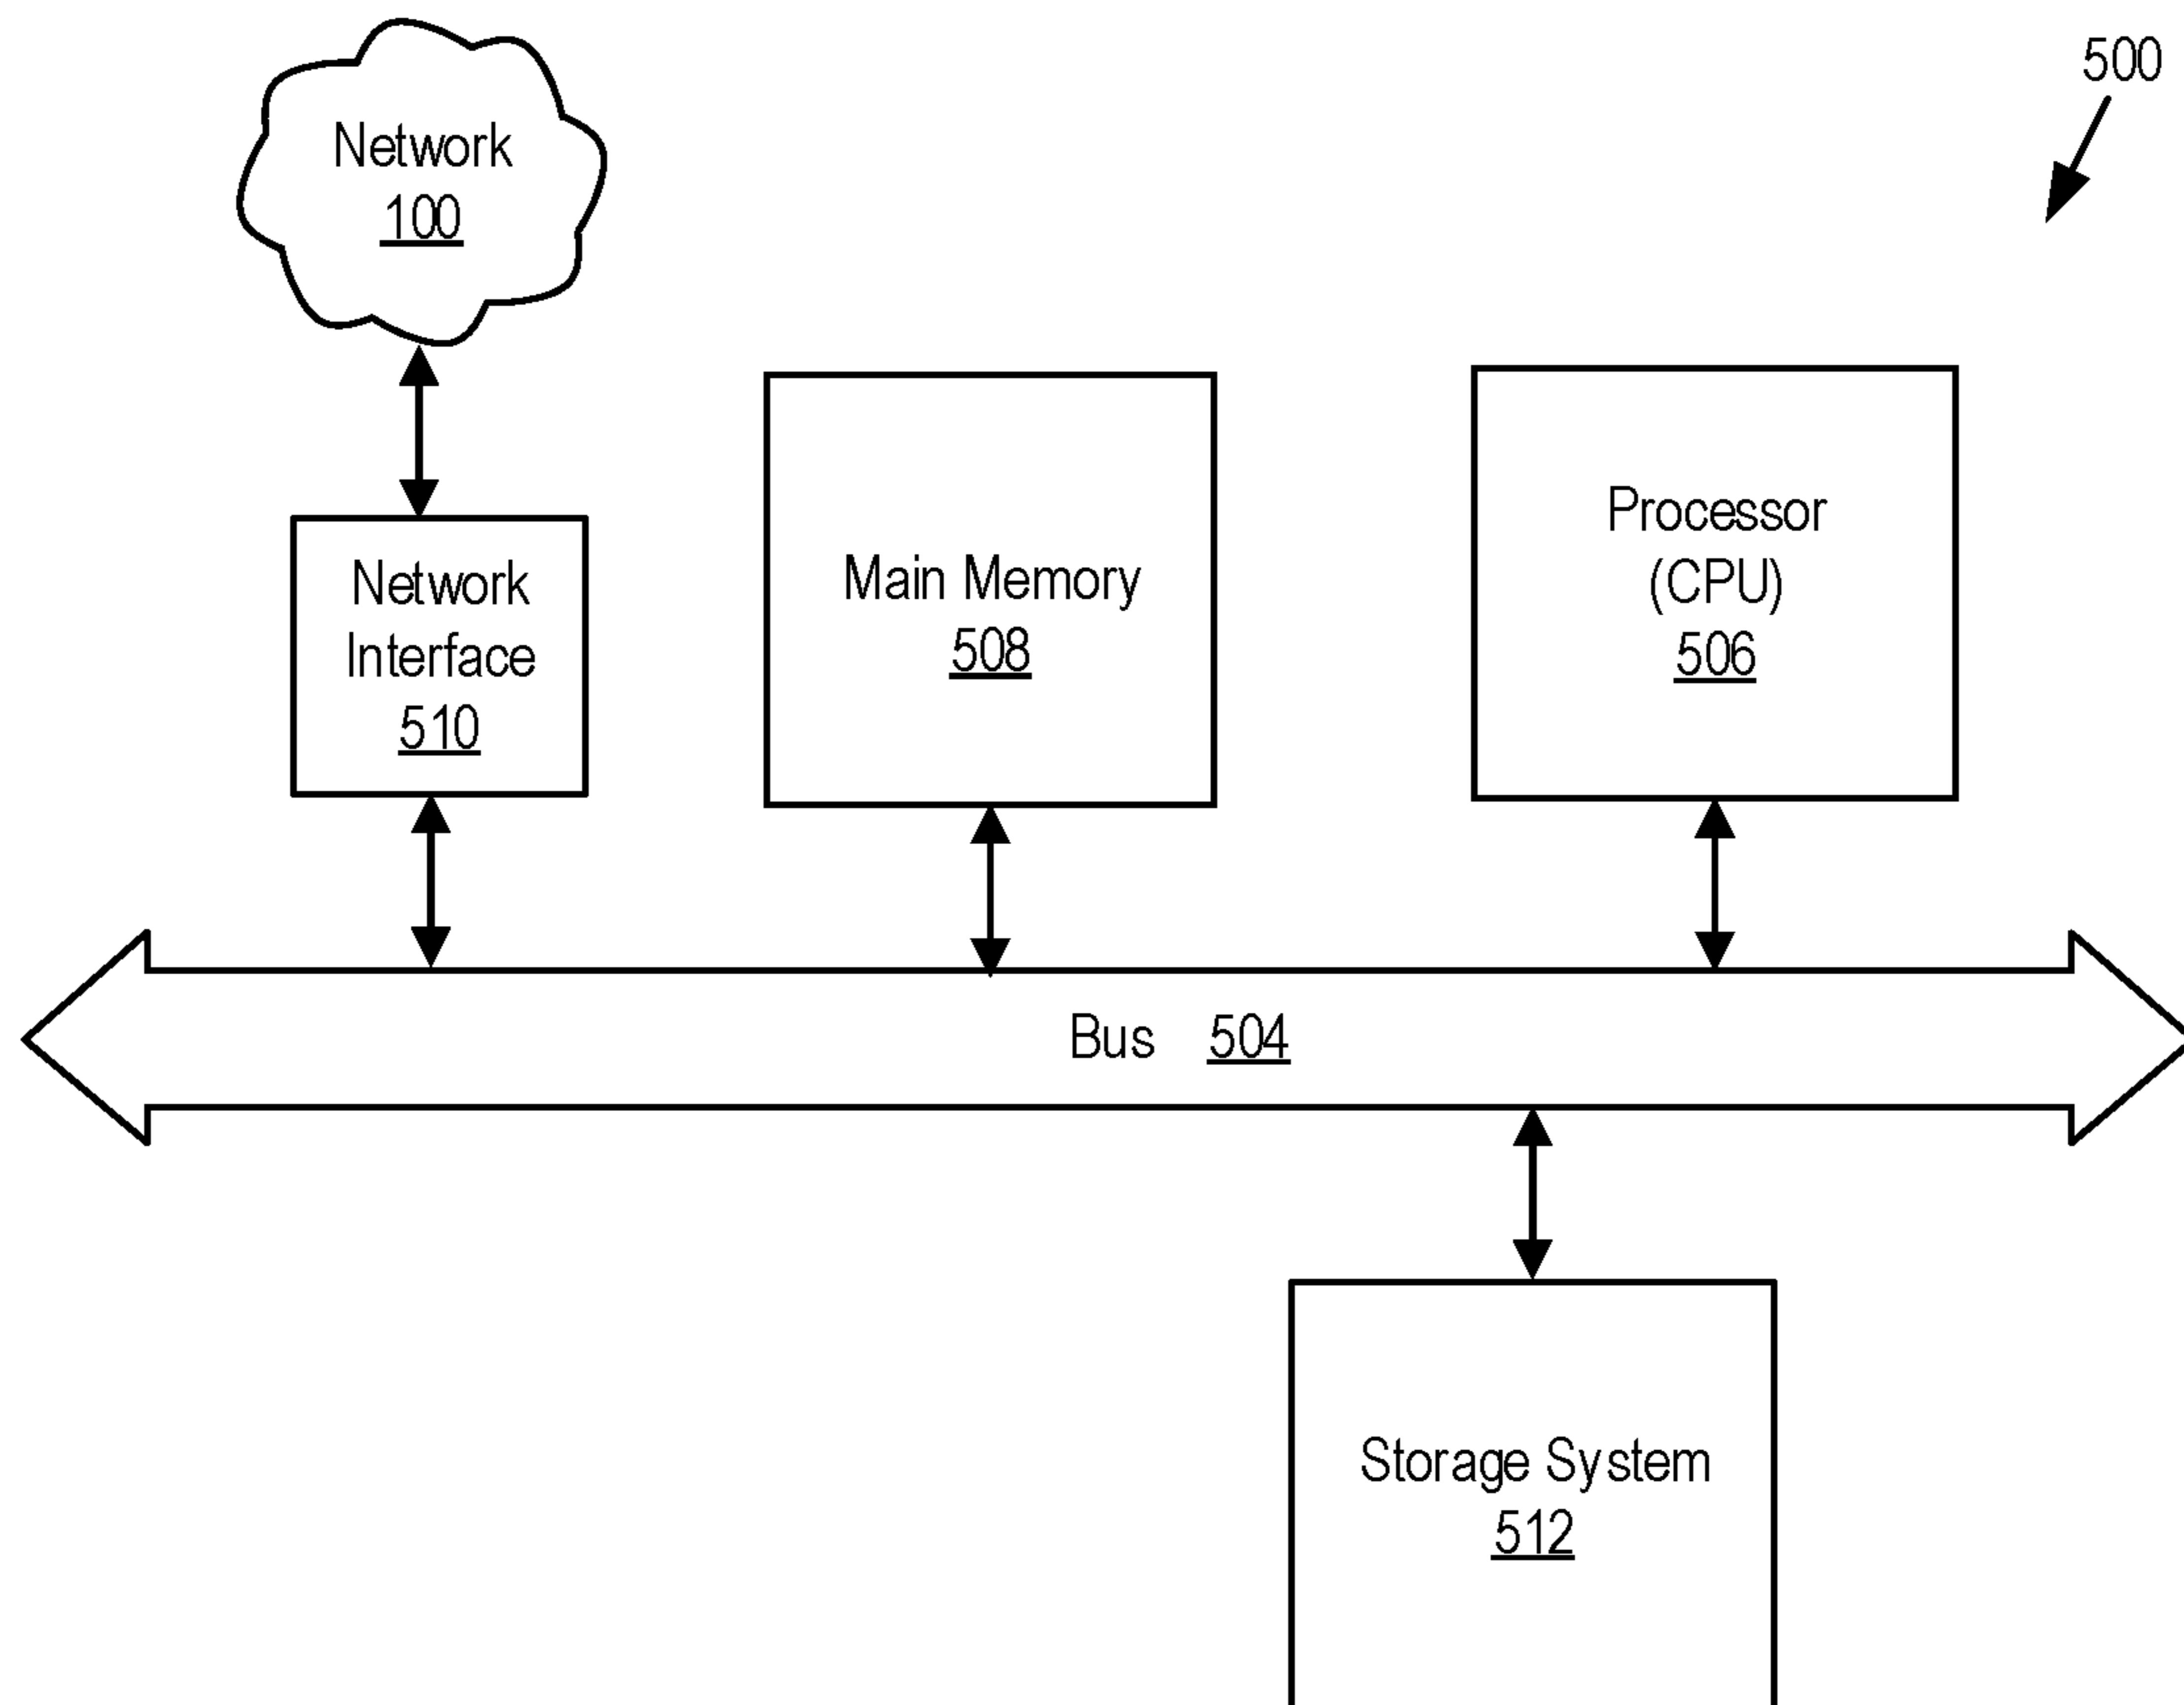 500
Network
100
Network
Interface
510
Main Memory
508
Processor
(CPU)
506
Bus 504
Storage System
512